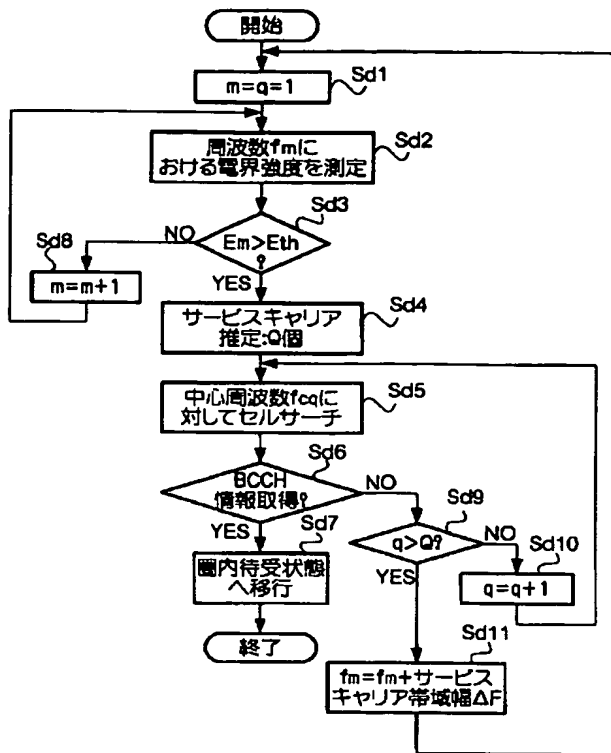 開始
Sd1
m=q=1
周波数fmに
おける電界強度を測定
Sd2
Sd3
Em>Eth
?
NO
YES
Sd8
m=m+1
サービスキャリア
推定:Q個
Sd4
中心周波数fcqに
対してセルサーチ
Sd5
Sd6
BCCH
情報取得?
NO
YES
Sd7
圏内待受状態
へ移行
終了
Sd9
q>Q?
NO
YES
Sd10
q=q+1
Sd11
fm=fm+サービス
キャリア帯域幅ΔF